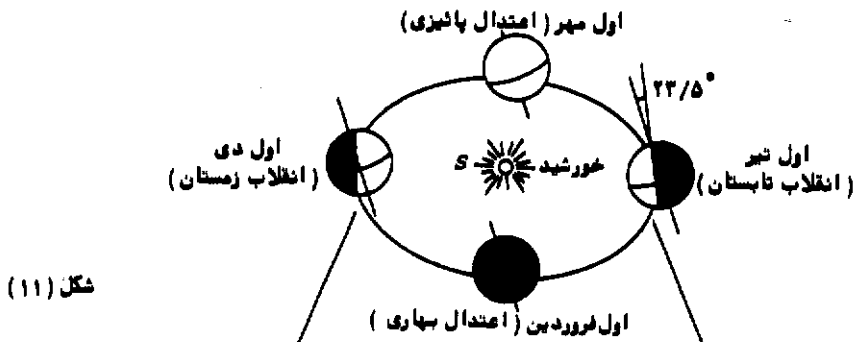 اول مهر ( اعتدال پائیزی )
۲۳/۵°
اول تیر
( انقلاب تابستان )
خورشید
S
اول دی
( انقلاب زمستان )
اول فروردین ( اعتدال بهاری )
شکل (۱۱)